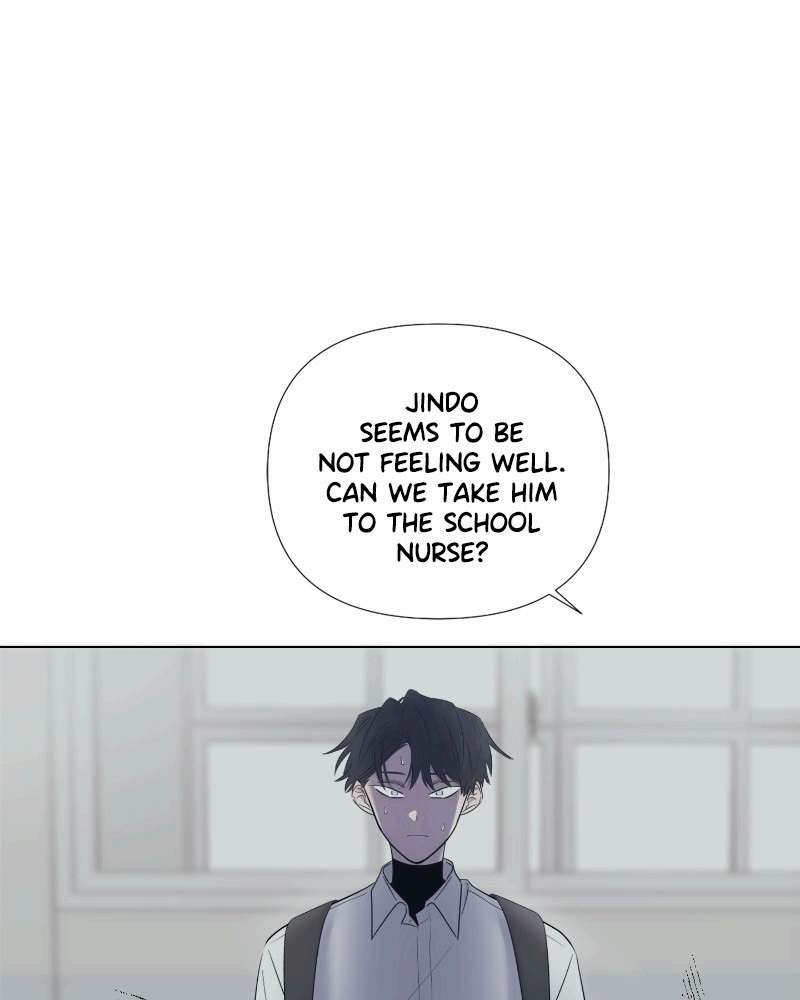 JINDO
SEEMS TO BE
NOT FEELING WELL.
CAN WE TAKE HIM
TO THE SCHOOL
NURSE?